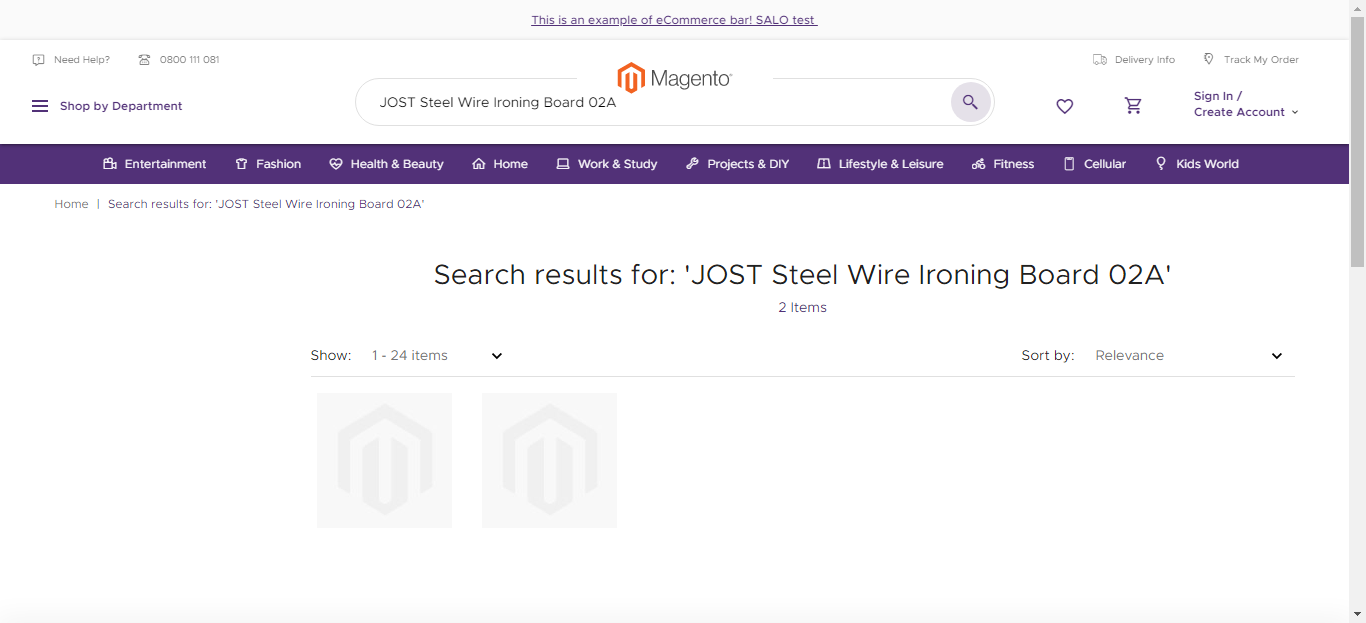 This is an example of eCommerce bar! SALO test
Need Help?
0800 111 081
Magento
Delivery Info
Track My Order
Shop by Department
JOST Steel Wire Ironing Board 02A
Sign In /
Create Account
Entertainment
Fashion
Health & Beauty
Home
Work & Study
Projects & DIY
Lifestyle & Leisure
Fitness
Cellular
Kids World
Home | Search results for: 'JOST Steel Wire Ironing Board 02A'
Search results for: 'JOST Steel Wire Ironing Board 02A'
2 Items
Show: 1 - 24 items
Sort by: Relevance